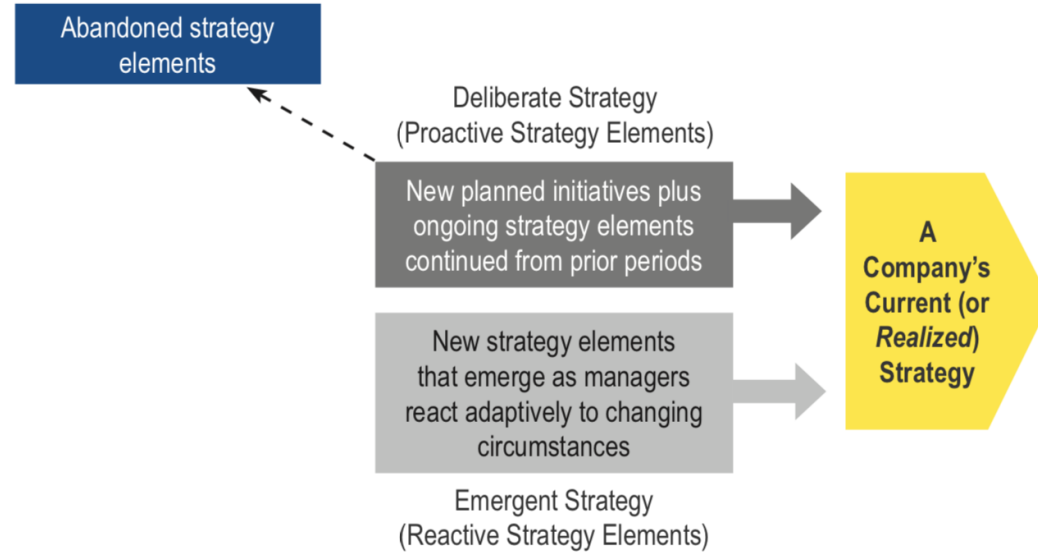 Abandoned strategy
elements
Deliberate Strategy
(Proactive Strategy Elements)
New planned initiatives plus
ongoing strategy elements
continued from prior periods
New strategy elements
that emerge as managers
react adaptively to changing
circumstances
Emergent Strategy
(Reactive Strategy Elements)
A
Company’s
Current (or
Realized)
Strategy